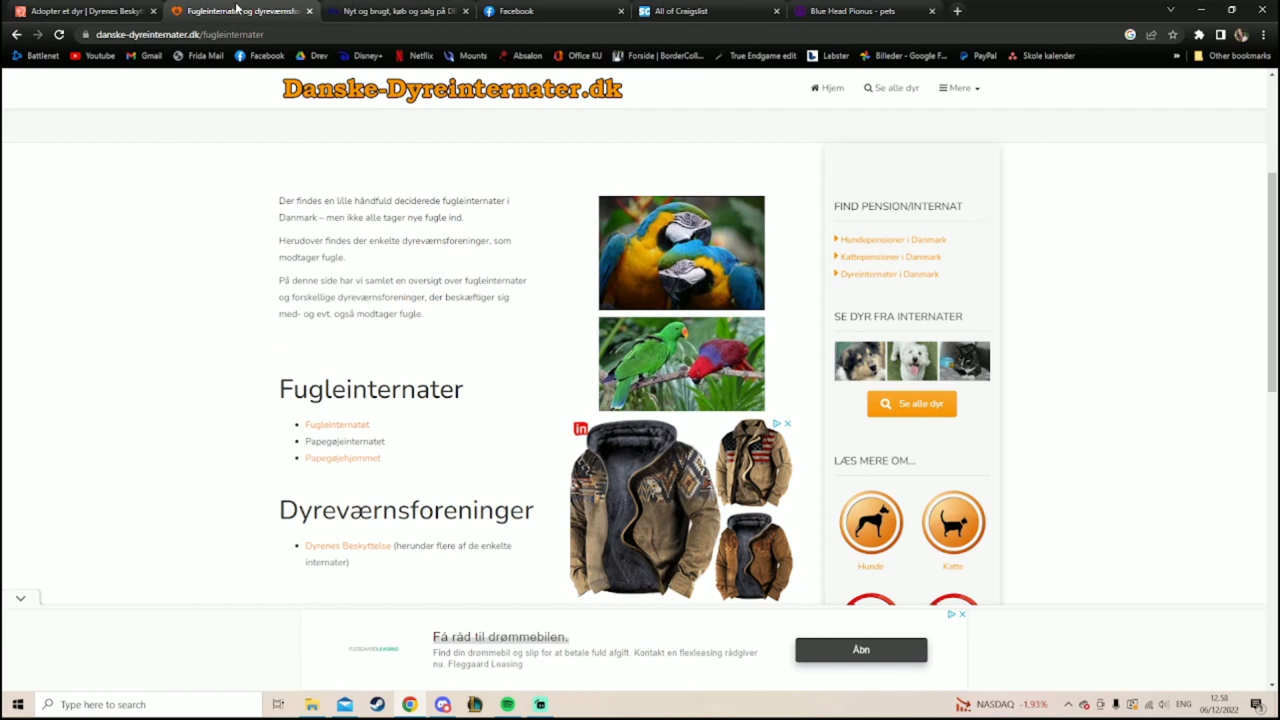 Adopter et dyr | Dyrenes Besky
Fugleinternater og dyreværnsfo
Nyt og brugt, køb og salg på DB
Facebook
All of Craigslist
Blue Head Pionus - pets
danske-dyreinternater.dk/fugleinternater
Battlenet
Youtube
Gmail
Frida Mail
Facebook
Drev
Disney+
Netflix
Mounts
Absalon
Office KU
Forside | BorderColl...
True Endgame edit
Labster
Billeder - Google F...
PayPal
Skole kalender
Other bookmarks
Danske-Dyreinternater.dk
Hjem
Se alle dyr
Mere
Der findes en lille håndfuld deciderede fugleinternater i
Danmark – men ikke alle tager nye fugle ind.
Herudover findes der enkelte dyreværnsforeninger, som
modtager fugle.
På denne side har vi samlet en oversigt over fugleinternater
og forskellige dyreværnsforeninger, der beskæftiger sig
med- og evt. også modtager fugle.
Fugleinternater
Fugleinternatet
Papegøjeinternatet
Papegøjehjemmet
Dyreværnsforeninger
Dyrenes Beskyttelse (herunder flere af de enkelte
internater)
in
FIND PENSION/INTERNAT
Hundepensioner i Danmark
Kattepensioner i Danmark
Dyreinternater i Danmark
SE DYR FRA INTERNATER
Se alle dyr
LÆS MERE OM...
Hunde
Katte
FLEGGAARD LEASING
Få råd til drømmebilen.
Find din drømmebil og slip for at betale fuld afgift. Kontakt en flexleasing rådgiver
nu. Fleggaard Leasing
Åbn
Type here to search
NASDAQ -1,93%
ENG
12.58
06/12/2022